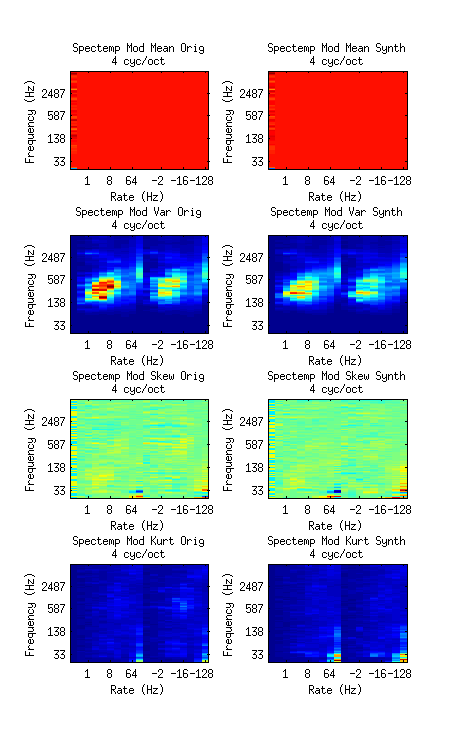 Spectemp Mod Mean Orig
4 cyc/oct
Frequency (Hz)
2487
587
138
33
1 8 64 -2 -16-128
Rate (Hz)
Spectemp Mod Mean Synth
4 cyc/oct
Frequency (Hz)
2487
587
138
33
1 8 64 -2 -16-128
Rate (Hz)
Spectemp Mod Var Orig
4 cyc/oct
Frequency (Hz)
2487
587
138
33
1 8 64 -2 -16-128
Rate (Hz)
Spectemp Mod Var Synth
4 cyc/oct
Frequency (Hz)
2487
587
138
33
1 8 64 -2 -16-128
Rate (Hz)
Spectemp Mod Skew Orig
4 cyc/oct
Frequency (Hz)
2487
587
138
33
1 8 64 -2 -16-128
Rate (Hz)
Spectemp Mod Skew Synth
4 cyc/oct
Frequency (Hz)
2487
587
138
33
1 8 64 -2 -16-128
Rate (Hz)
Spectemp Mod Kurt Orig
4 cyc/oct
Frequency (Hz)
2487
587
138
33
1 8 64 -2 -16-128
Rate (Hz)
Spectemp Mod Kurt Synth
4 cyc/oct
Frequency (Hz)
2487
587
138
33
1 8 64 -2 -16-128
Rate (Hz)